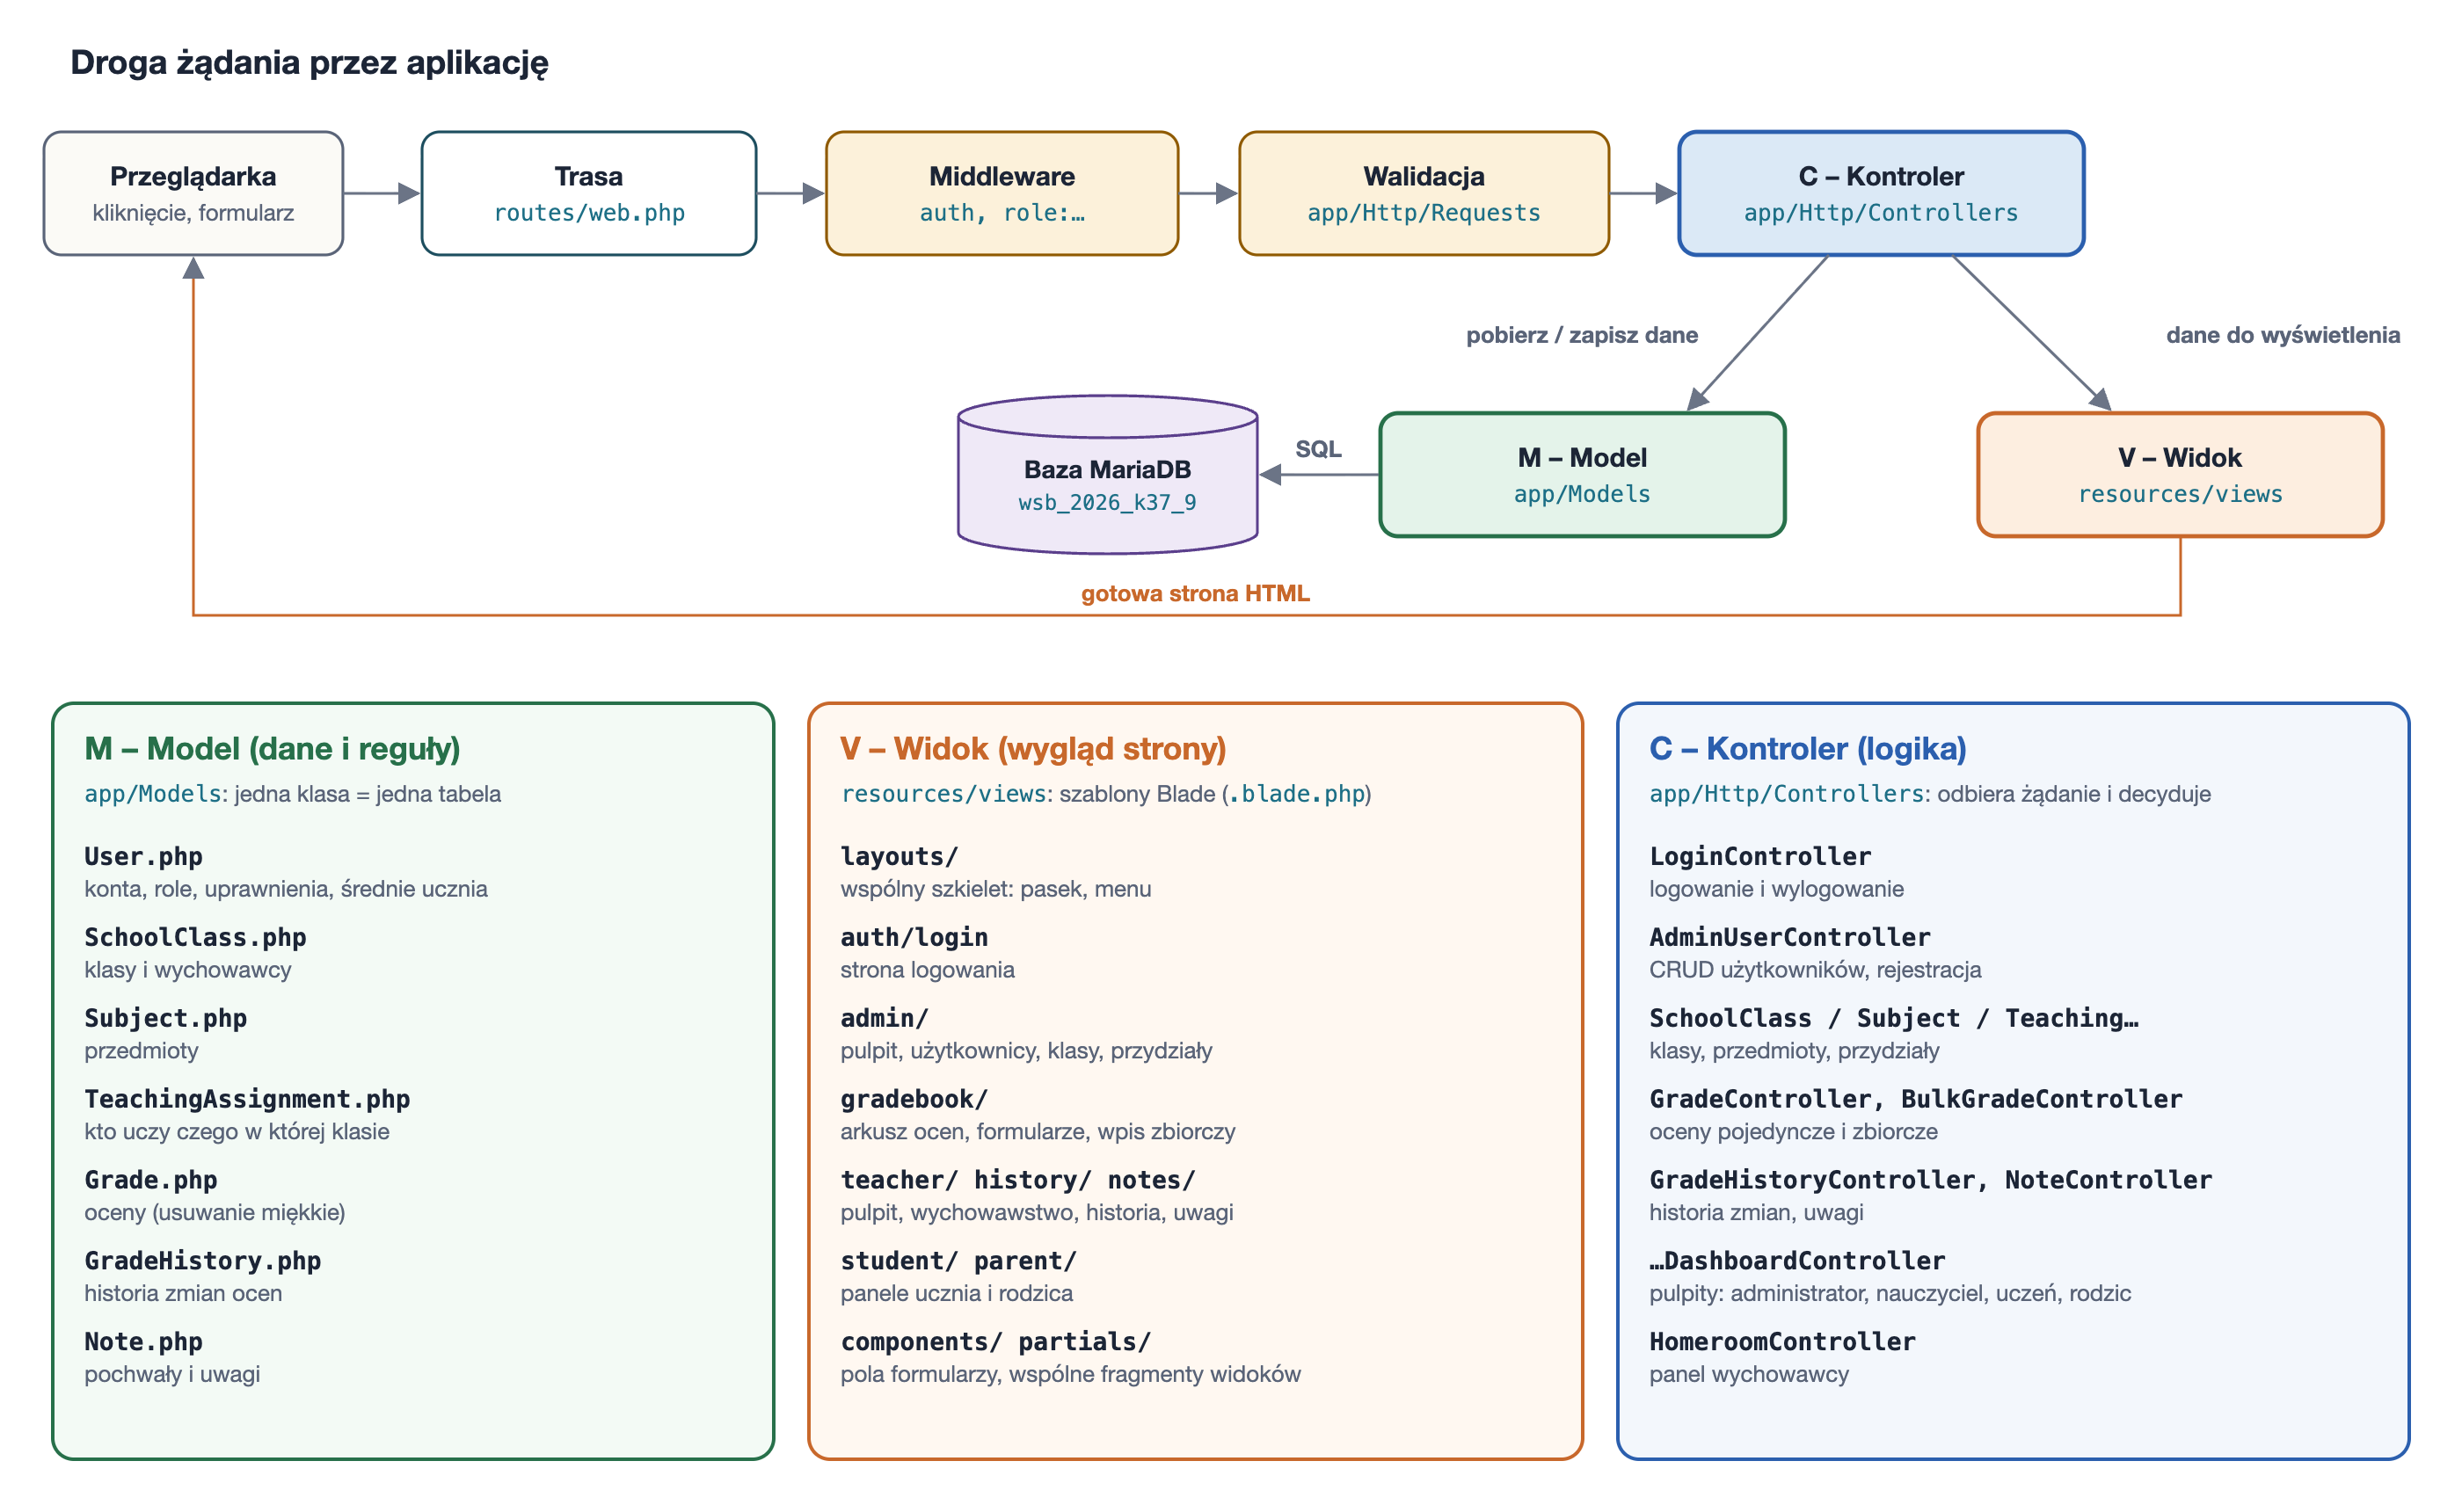 Droga żądania przez aplikację
Przeglądarka
kliknięcie, formularz
Trasa
routes/web.php
Middleware
auth, role:…
Walidacja
app/Http/Requests
C – Kontroler
app/Http/Controllers
pobierz / zapisz dane
dane do wyświetlenia
Baza MariaDB
wsb_2026_k37_9
SQL
M – Model
app/Models
V – Widok
resources/views
gotowa strona HTML
M – Model (dane i reguły)
app/Models: jedna klasa = jedna tabela
User.php
konta, role, uprawnienia, średnie ucznia
SchoolClass.php
klasy i wychowawcy
Subject.php
przedmioty
TeachingAssignment.php
kto uczy czego w której klasie
Grade.php
oceny (usuwanie miękkie)
GradeHistory.php
historia zmian ocen
Note.php
pochwały i uwagi
V – Widok (wygląd strony)
resources/views: szablony Blade (.blade.php)
layouts/
wspólny szkielet: pasek, menu
auth/login
strona logowania
admin/
pulpit, użytkownicy, klasy, przydziały
gradebook/
arkusz ocen, formularze, wpis zbiorczy
teacher/ history/ notes/
pulpit, wychowawstwo, historia, uwagi
student/ parent/
panele ucznia i rodzica
components/ partials/
pola formularzy, wspólne fragmenty widoków
C – Kontroler (logika)
app/Http/Controllers: odbiera żądanie i decyduje
LoginController
logowanie i wylogowanie
AdminUserController
CRUD użytkowników, rejestracja
SchoolClass / Subject / Teaching…
klasy, przedmioty, przydziały
GradeController, BulkGradeController
oceny pojedyncze i zbiorcze
GradeHistoryController, NoteController
historia zmian, uwagi
…DashboardController
pulpity: administrator, nauczyciel, uczeń, rodzic
HomeroomController
panel wychowawcy